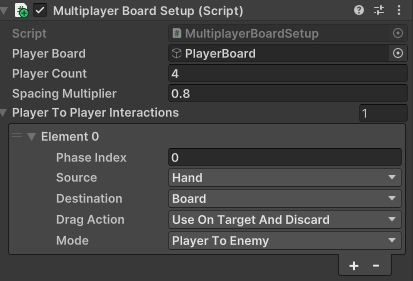 Multiplayer Board Setup (Script)
Script MultiplayerBoardSetup
Player Board PlayerBoard
Player Count 4
Spacing Multiplier 0.8
Player To Player Interactions 1
Element 0
Phase Index 0
Source Hand
Destination Board
Drag Action Use On Target And Discard
Mode Player To Enemy
+ -